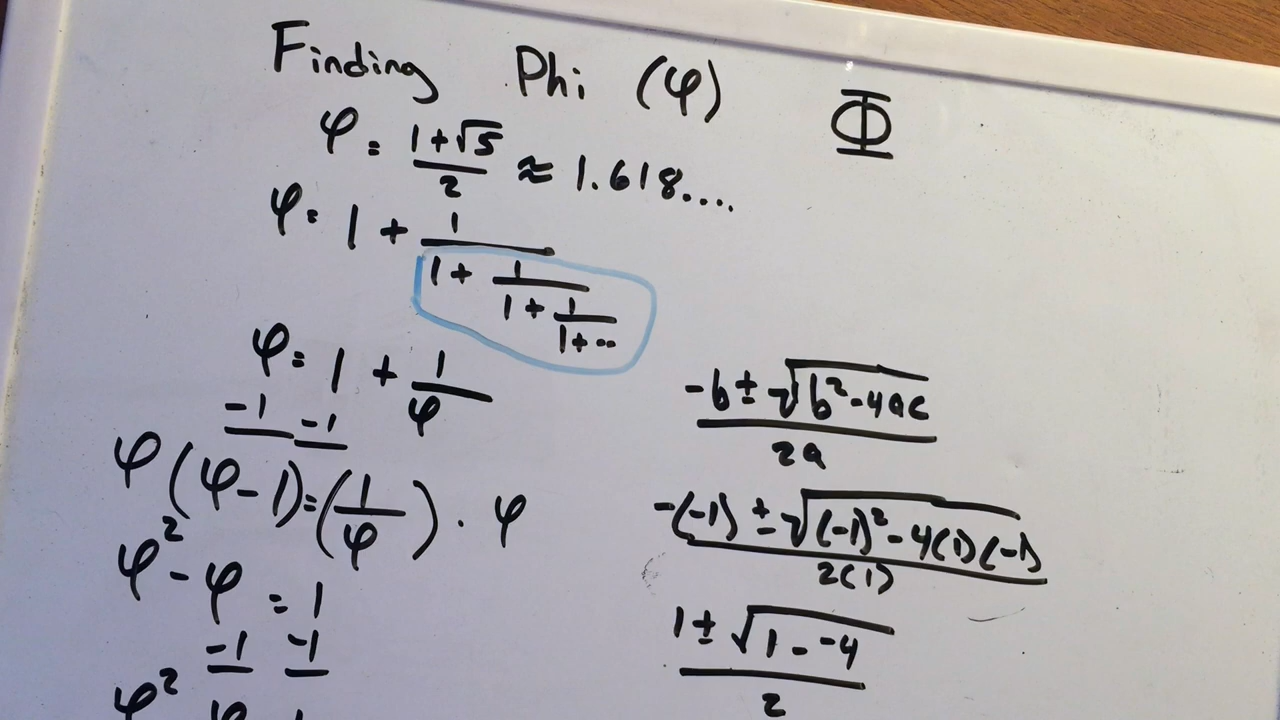 Finding Phi (φ) Φ
φ = (1+√5)/2 ≈ 1.618....
φ = 1 + 1/(1 + 1/(1 + 1/(1+..
φ = 1 + 1/φ
-1 -1
φ(φ-1)=(1/φ)·φ
φ² - φ = 1
-1 -1
φ²
(-b ± √(b²-4ac))/2a
(-(-1) ± √((-1)²-4(1)(-1)))/2(1)
(1 ± √(1--4))/2